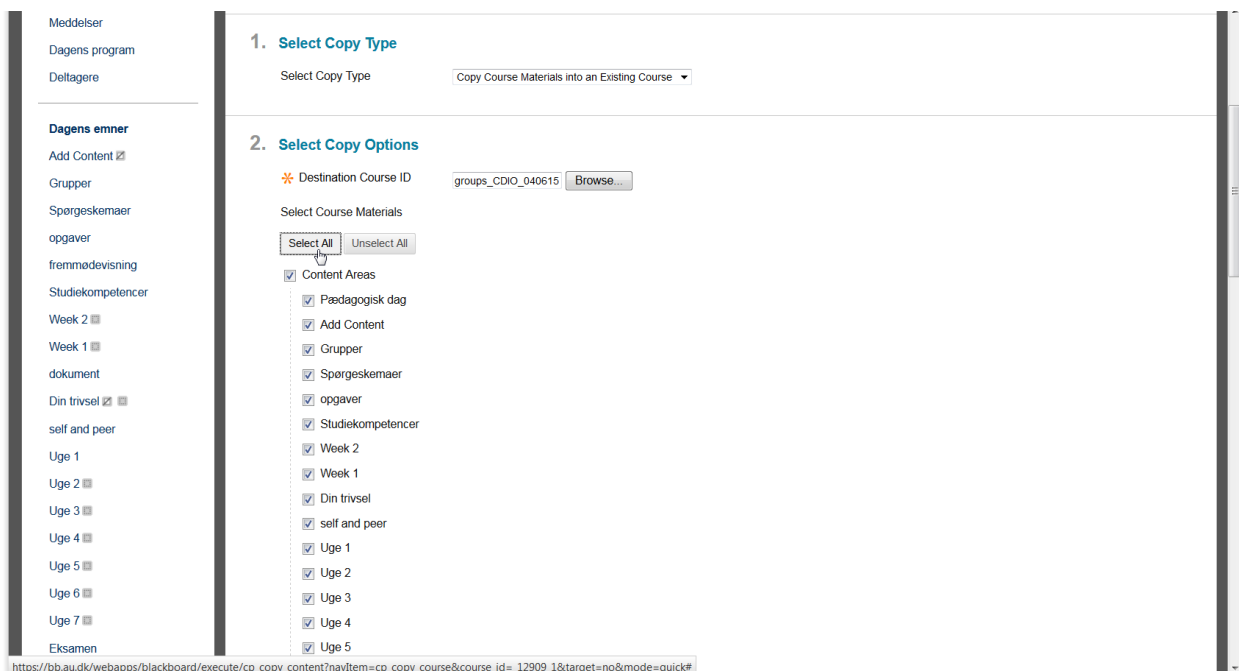 Meddelser
Dagens program
Deltagere
Dagens emner
Add Content
Grupper
Spørgeskemaer
opgaver
fremmødevisning
Studiekompetencer
Week 2
Week 1
dokument
Din trivsel
self and peer
Uge 1
Uge 2
Uge 3
Uge 4
Uge 5
Uge 6
Uge 7
Eksamen
1. Select Copy Type
Select Copy Type Copy Course Materials into an Existing Course
2. Select Copy Options
Destination Course ID groups_CDIO_040615 Browse...
Select Course Materials
Select All Unselect All
Content Areas
Pædagogisk dag
Add Content
Grupper
Spørgeskemaer
opgaver
Studiekompetencer
Week 2
Week 1
Din trivsel
self and peer
Uge 1
Uge 2
Uge 3
Uge 4
Uge 5
https://bb.au.dk/webapps/blackboard/execute/cp_copy_content?navItem=cp_copy_course&course_id=_12909_1&target=no&mode=quick#